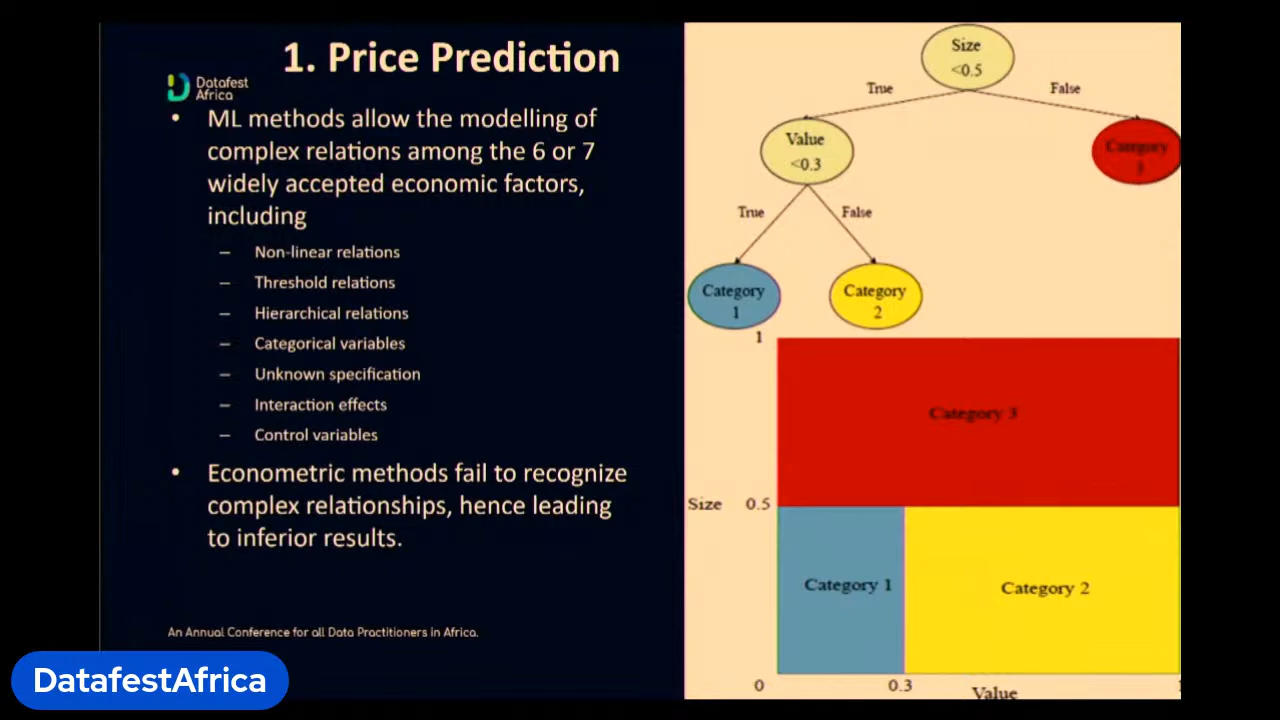 1. Price Prediction
Datafest
Africa
• ML methods allow the modelling of
complex relations among the 6 or 7
widely accepted economic factors,
including
– Non-linear relations
– Threshold relations
– Hierarchical relations
– Categorical variables
– Unknown specification
– Interaction effects
– Control variables
• Econometric methods fail to recognize
complex relationships, hence leading
to inferior results.
An Annual Conference for all Data Practitioners in Africa.
DatafestAfrica
Size
<0.5
True
False
Value
<0.3
Category
3
True
False
Category
1
Category
2
1
Category 3
Size 0.5
Category 1
Category 2
0
0.3
1
Value